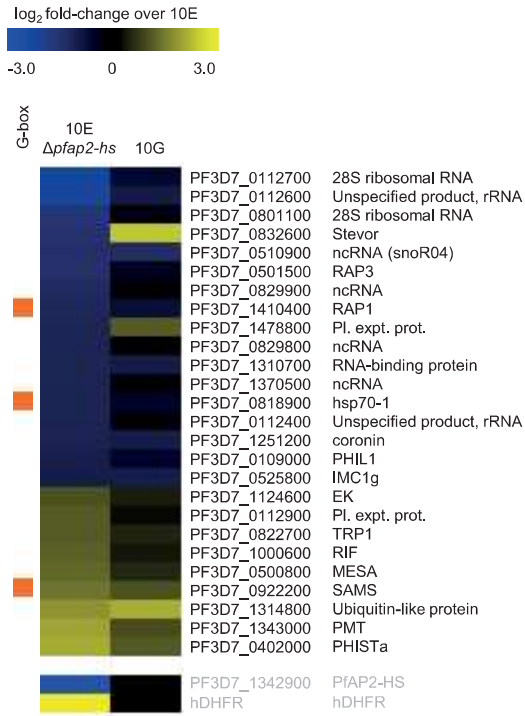 log2 fold-change over 10E
-3.0 0 3.0
G-box
10E
Δpfap2-hs 10G
PF3D7_0112700 28S ribosomal RNA
PF3D7_0112600 Unspecified product, rRNA
PF3D7_0801100 28S ribosomal RNA
PF3D7_0832600 Stevor
PF3D7_0510900 ncRNA (snoR04)
PF3D7_0501500 RAP3
PF3D7_0829900 ncRNA
PF3D7_1410400 RAP1
PF3D7_1478800 Pl. expt. prot.
PF3D7_0829800 ncRNA
PF3D7_1310700 RNA-binding protein
PF3D7_1370500 ncRNA
PF3D7_0818900 hsp70-1
PF3D7_0112400 Unspecified product, rRNA
PF3D7_1251200 coronin
PF3D7_0109000 PHIL1
PF3D7_0525800 IMC1g
PF3D7_1124600 EK
PF3D7_0112900 Pl. expt. prot.
PF3D7_0822700 TRP1
PF3D7_1000600 RIF
PF3D7_0500800 MESA
PF3D7_0922200 SAMS
PF3D7_1314800 Ubiquitin-like protein
PF3D7_1343000 PMT
PF3D7_0402000 PHISTa
PF3D7_1342900 PfAP2-HS
hDHFR hDHFR